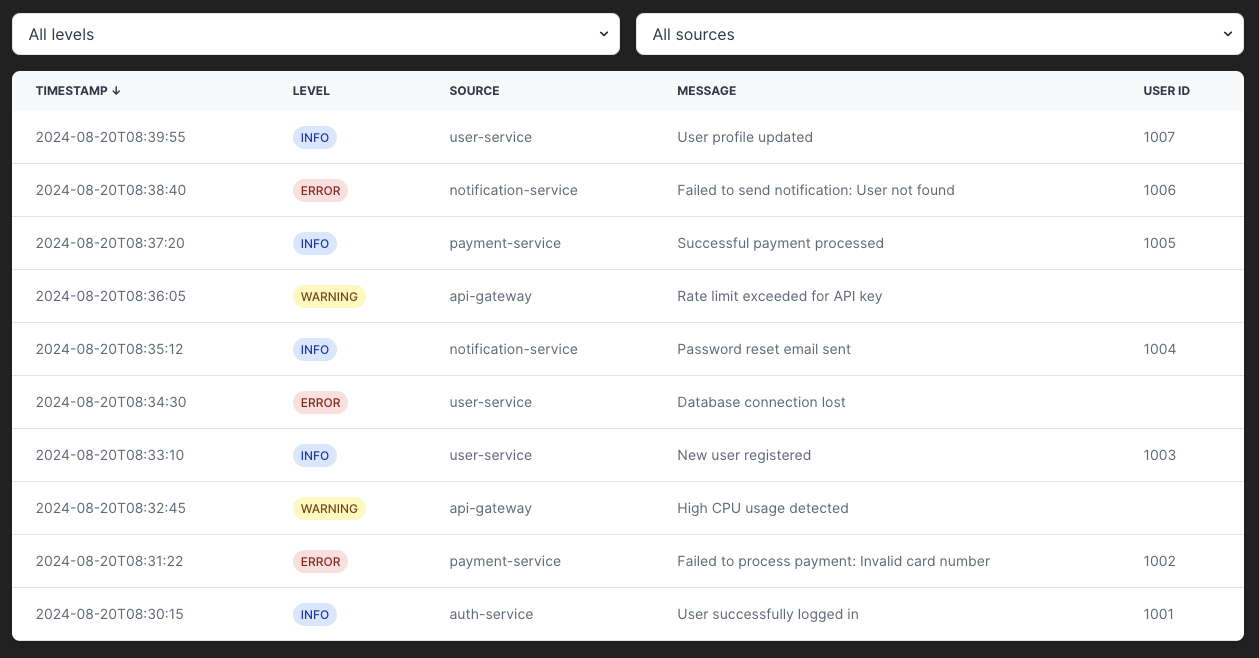 All levels All sources
TIMESTAMP ↓ LEVEL SOURCE MESSAGE USER ID
2024-08-20T08:39:55 INFO user-service User profile updated 1007
2024-08-20T08:38:40 ERROR notification-service Failed to send notification: User not found 1006
2024-08-20T08:37:20 INFO payment-service Successful payment processed 1005
2024-08-20T08:36:05 WARNING api-gateway Rate limit exceeded for API key
2024-08-20T08:35:12 INFO notification-service Password reset email sent 1004
2024-08-20T08:34:30 ERROR user-service Database connection lost
2024-08-20T08:33:10 INFO user-service New user registered 1003
2024-08-20T08:32:45 WARNING api-gateway High CPU usage detected
2024-08-20T08:31:22 ERROR payment-service Failed to process payment: Invalid card number 1002
2024-08-20T08:30:15 INFO auth-service User successfully logged in 1001